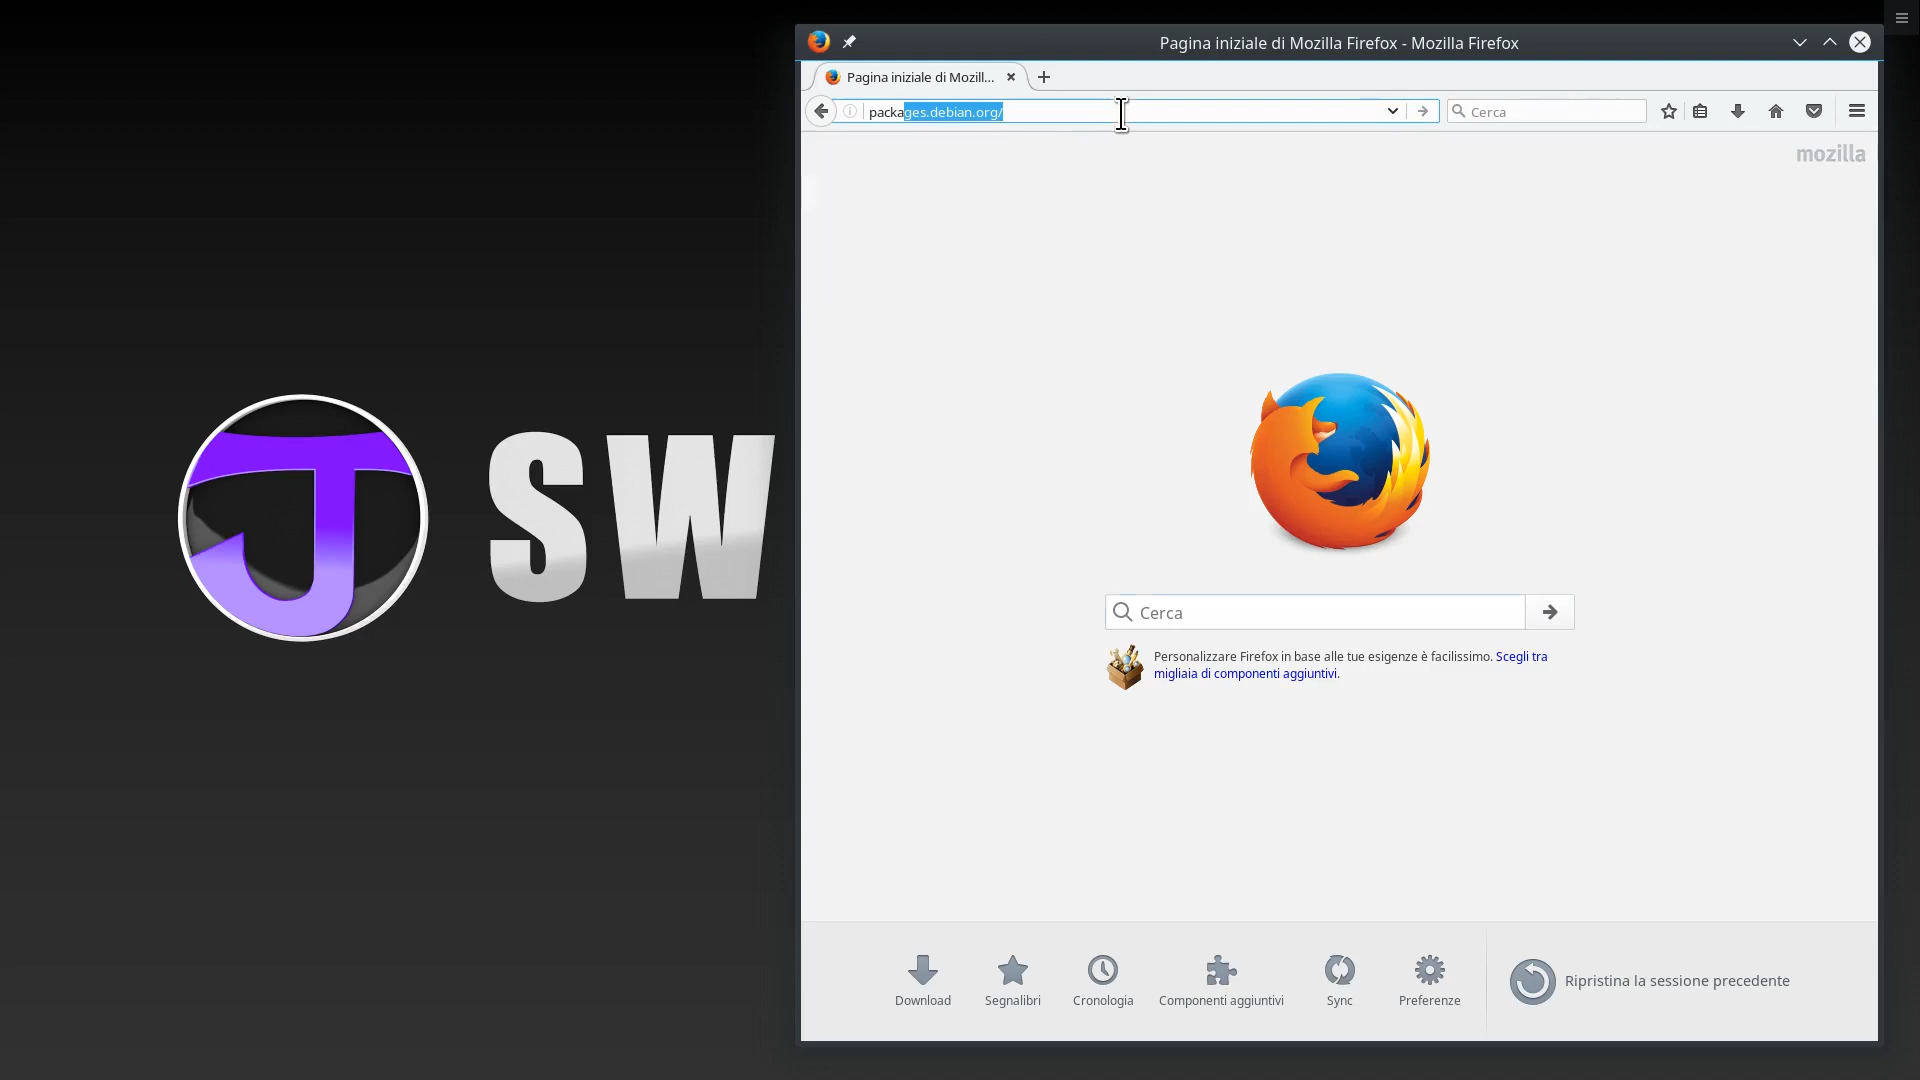 SW
Pagina iniziale di Mozilla Firefox - Mozilla Firefox
Pagina iniziale di Mozill...
packages.debian.org/
Cerca
mozilla
Cerca
Personalizzare Firefox in base alle tue esigenze è facilissimo. Scegli tra
migliaia di componenti aggiuntivi.
Download
Segnalibri
Cronologia
Componenti aggiuntivi
Sync
Preferenze
Ripristina la sessione precedente